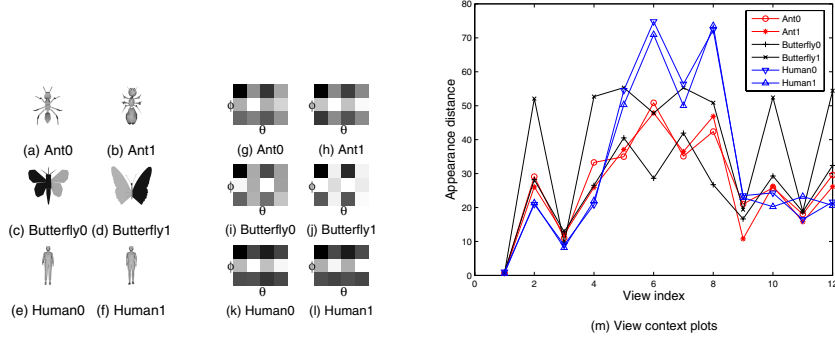 (a) Ant0
(b) Ant1
(c) Butterfly0
(d) Butterfly1
(e) Human0
(f) Human1
ϕ
θ
(g) Ant0
(h) Ant1
ϕ
(i) Butterfly0
(j) Butterfly1
ϕ
θ
(k) Human0
θ
(l) Human1
80
70
60
50
40
30
20
10
0
Appearance distance
0
2
4
6
8
10
12
View index
Ant0
Ant1
Butterfly0
Butterfly1
Human0
Human1
(m) View context plots